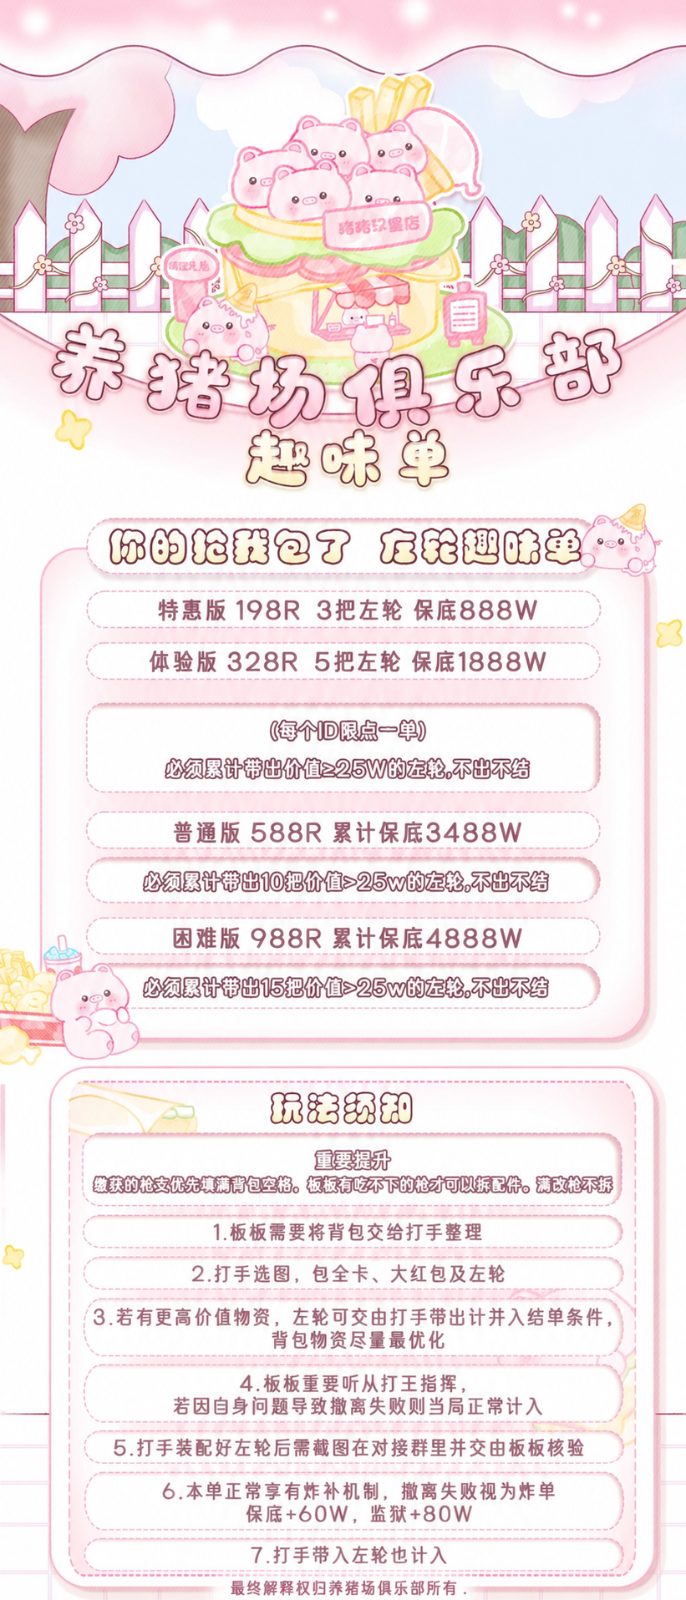 猪猪汉堡店
养猪场俱乐部
趣味单
你的抢我包了 左轮趣味单
特惠版 198R 3把左轮 保底888W
体验版 328R 5把左轮 保底1888W
(每个ID限点一单)
必须累计带出价值≥25W的左轮,不出不结
普通版 588R 累计保底3488W
必须累计带出10把价值>25w的左轮,不出不结
困难版 988R 累计保底4888W
必须累计带出15把价值>25w的左轮,不出不结
玩法须知
重要提升
缴获的枪支优先填满背包空格。板板有吃不下的枪才可以拆配件。满改枪不拆
1.板板需要将背包交给打手整理
2.打手选图，包全卡、大红包及左轮
3.若有更高价值物资，左轮可交由打手带出计并入结单条件，
背包物资尽量最优化
4.板板重要听从打王指挥，
若因自身问题导致撤离失败则当局正常计入
5.打手装配好左轮后需截图在对接群里并交由板板核验
6.本单正常享有炸补机制，撤离失败视为炸单
保底+60W，监狱+80W
7.打手带入左轮也计入
最终解释权归养猪场俱乐部所有.